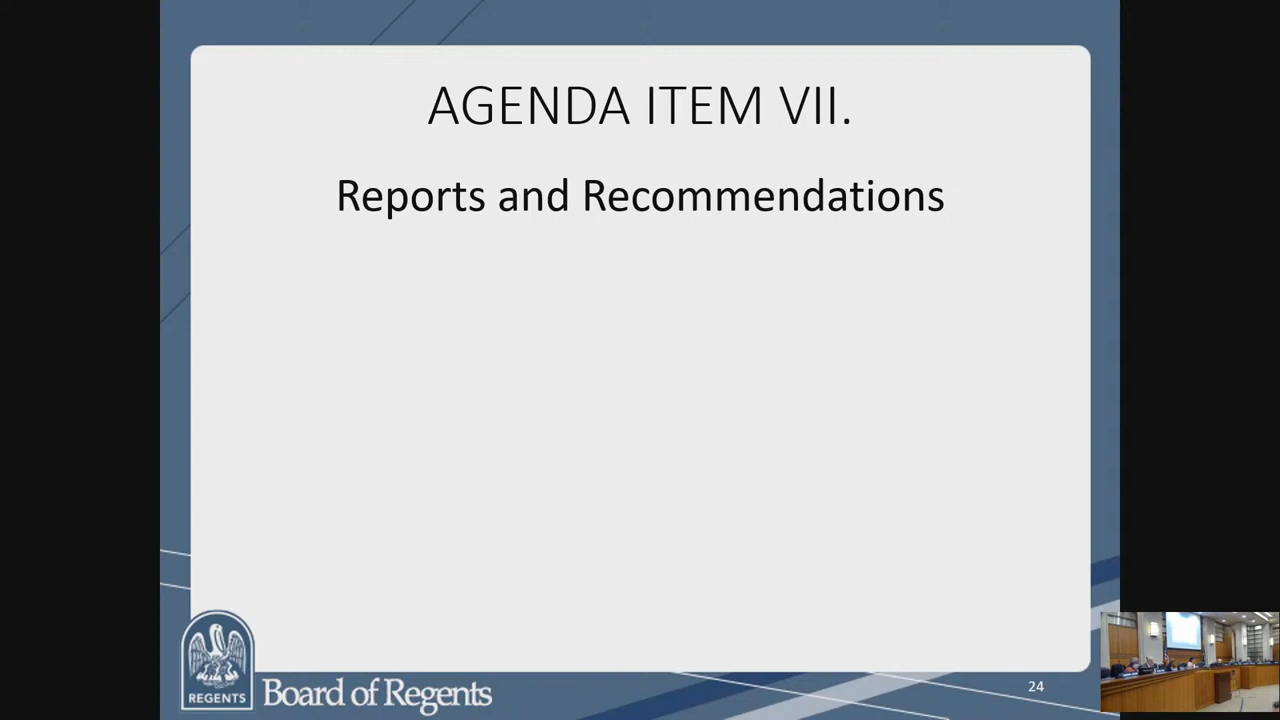 AGENDA ITEM VII.
Reports and Recommendations
REGENTS
Board of Regents
24